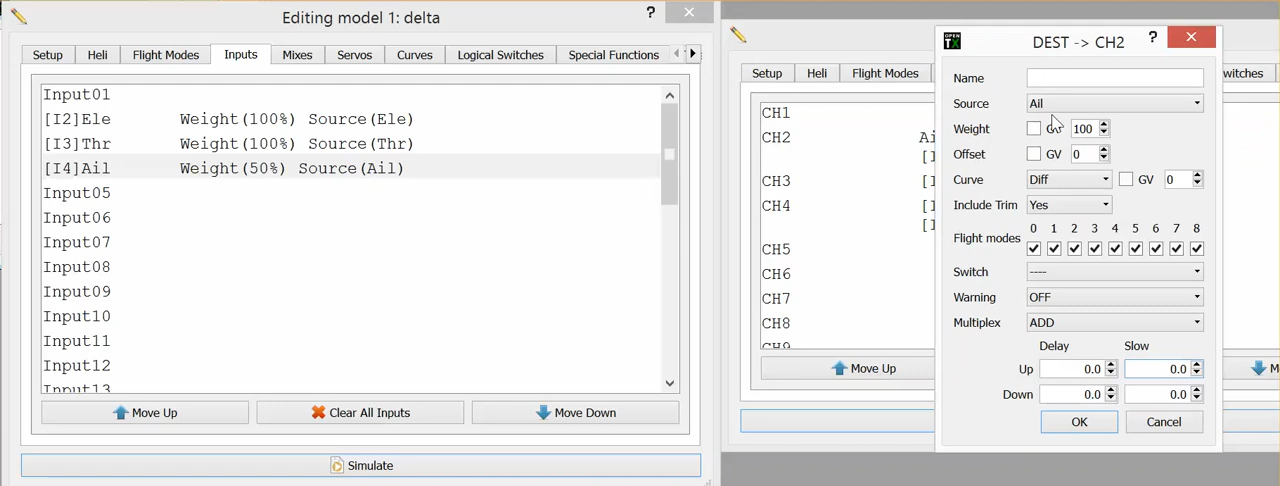 Editing model 1: delta
?
Setup Heli Flight Modes Inputs Mixes Servos Curves Logical Switches Special Functions
Input01
[I2]Ele Weight(100%) Source(Ele)
[I3]Thr Weight(100%) Source(Thr)
[I4]Ail Weight(50%) Source(Ail)
Input05
Input06
Input07
Input08
Input09
Input10
Input11
Input12
Input13
Move Up Clear All Inputs Move Down
Simulate
Setup Heli Flight Modes
CH1
CH2
[I
CH3 [I
CH4 [I
[I
CH5
CH6
CH7
CH8
CH9
Move Up
OPEN TX
DEST -> CH2 ?
Name
Source Ail
Weight 100
Offset GV 0
Curve Diff GV 0
Include Trim Yes
0 1 2 3 4 5 6 7 8
Flight modes
Switch ----
Warning OFF
Multiplex ADD
Delay Slow
Up 0.0 0.0
Down 0.0 0.0
OK Cancel